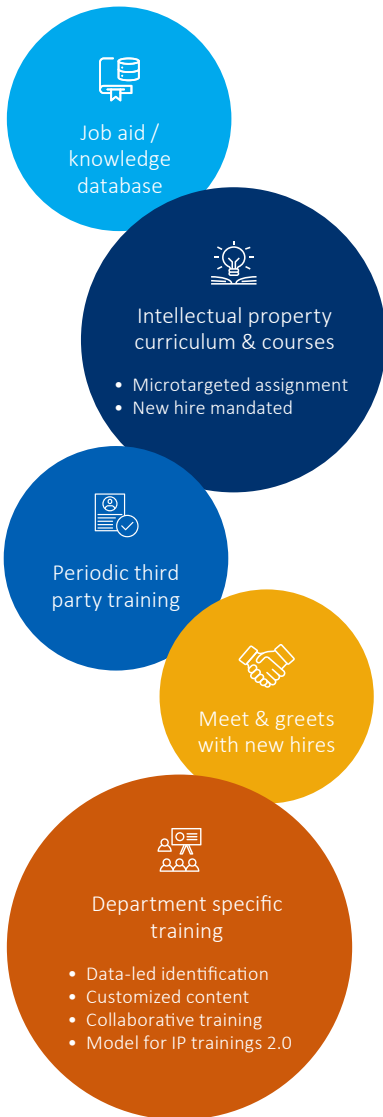 Job aid /
knowledge
database
Intellectual property
curriculum & courses
• Microtargeted assignment
• New hire mandated
Periodic third
party training
Meet & greets
with new hires
Department specific
training
• Data-led identification
• Customized content
• Collaborative training
• Model for IP trainings 2.0